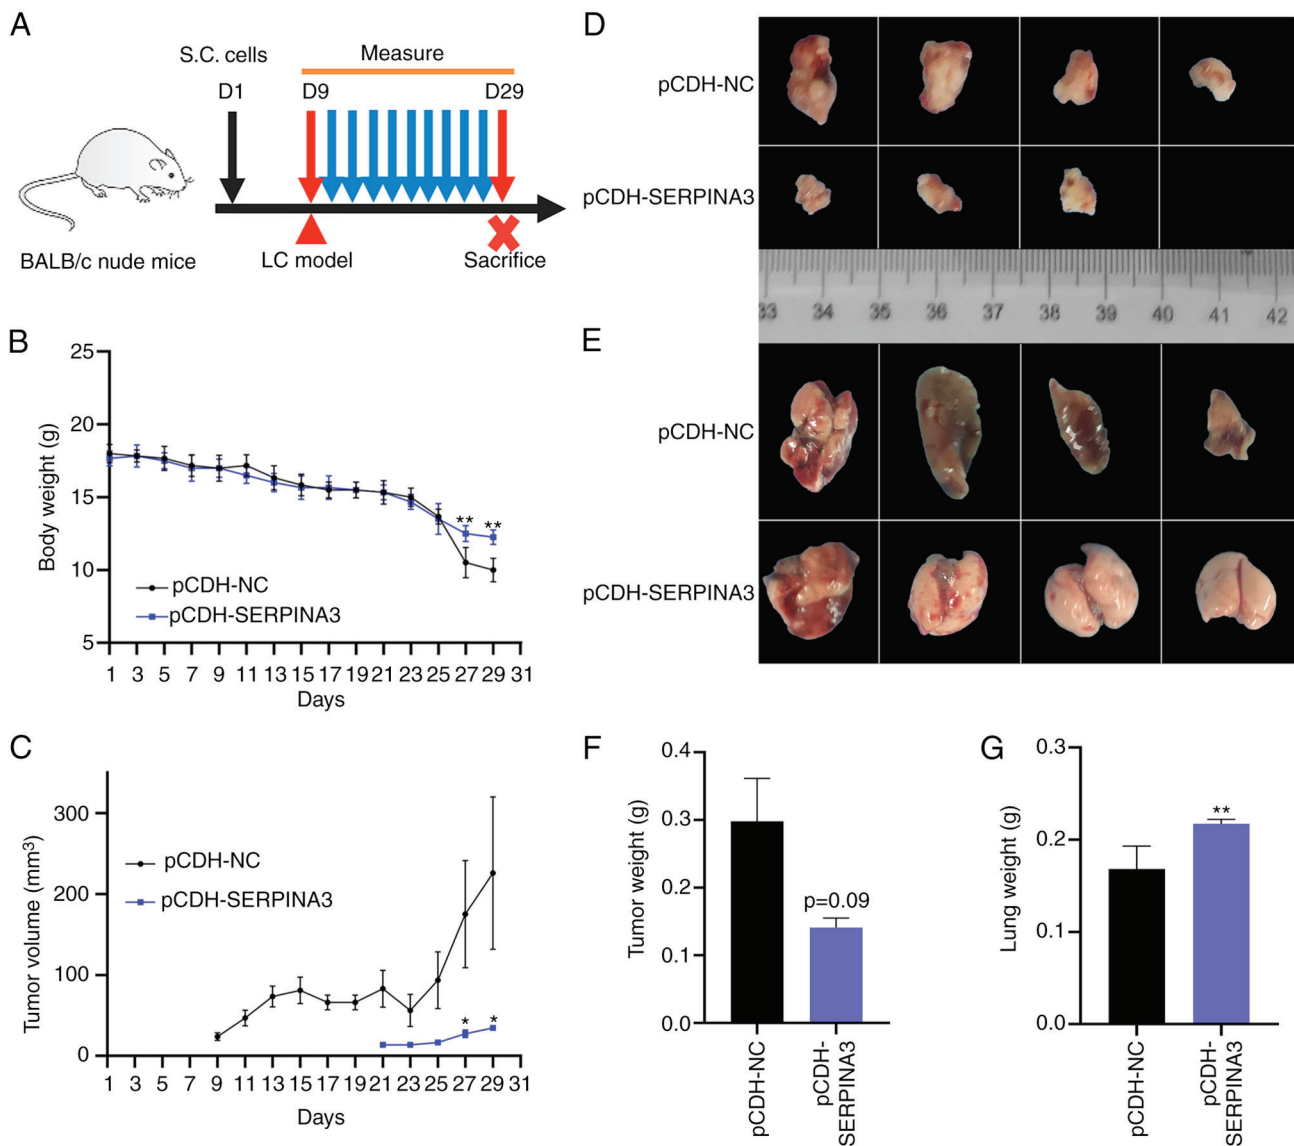 A
S.C. cells
Measure
D1
D9
D29
BALB/c nude mice
LC model
Sacrifice
B
25
20
15
10
5
Body weight (g)
** **
pCDH-NC
pCDH-SERPINA3
1 3 5 7 9 11 13 15 17 19 21 23 25 27 29 31
Days
C
300
200
100
0
Tumor volume (mm³)
pCDH-NC
pCDH-SERPINA3
* *
1 3 5 7 9 11 13 15 17 19 21 23 25 27 29 31
Days
D
pCDH-NC
pCDH-SERPINA3
33 34 35 36 37 38 39 40 41 42
E
pCDH-NC
pCDH-SERPINA3
F
0.4
0.3
0.2
0.1
0.0
Tumor weight (g)
p=0.09
pCDH-NC
pCDH-
SERPINA3
G
0.3
0.2
0.1
0.0
Lung weight (g)
**
pCDH-NC
pCDH-
SERPINA3